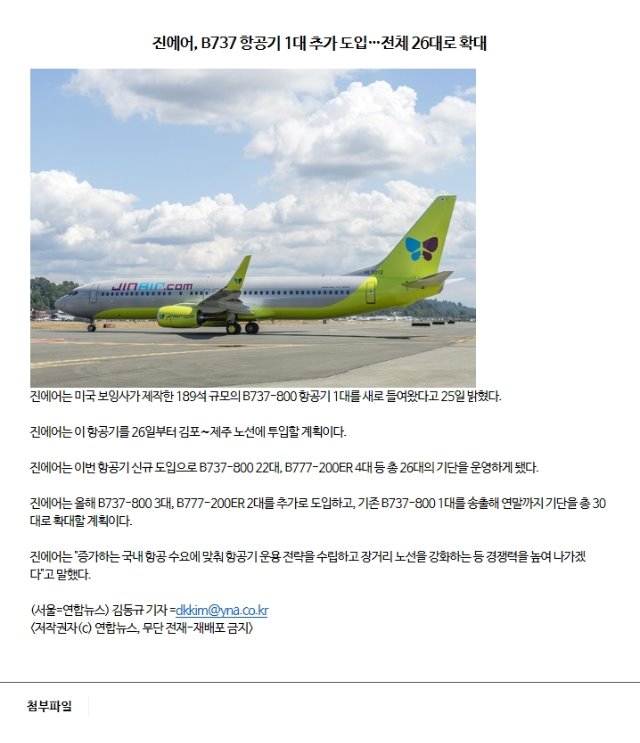 진에어, B737 항공기 1대 추가 도입…전체 26대로 확대
JINAIR.com
진에어는 미국 보잉사가 제작한 189석 규모의 B737-800 항공기 1대를 새로 들여왔다고 25일 밝혔다.
진에어는 이 항공기를 26일부터 김포~제주 노선에 투입할 계획이다.
진에어는 이번 항공기 신규 도입으로 B737-800 22대, B777-200ER 4대 등 총 26대의 기단을 운영하게 됐다.
진에어는 올해 B737-800 3대, B777-200ER 2대를 추가로 도입하고, 기존 B737-800 1대를 송출해 연말까지 기단을 총 30
대로 확대할 계획이다.
진에어는 "증가하는 국내 항공 수요에 맞춰 항공기 운용 전략을 수립하고 장거리 노선을 강화하는 등 경쟁력을 높여 나가겠
다"고 말했다.
(서울=연합뉴스) 김동규 기자 =dkkim@yna.co.kr
<저작권자(c) 연합뉴스, 무단 전재-재배포 금지>
첨부파일